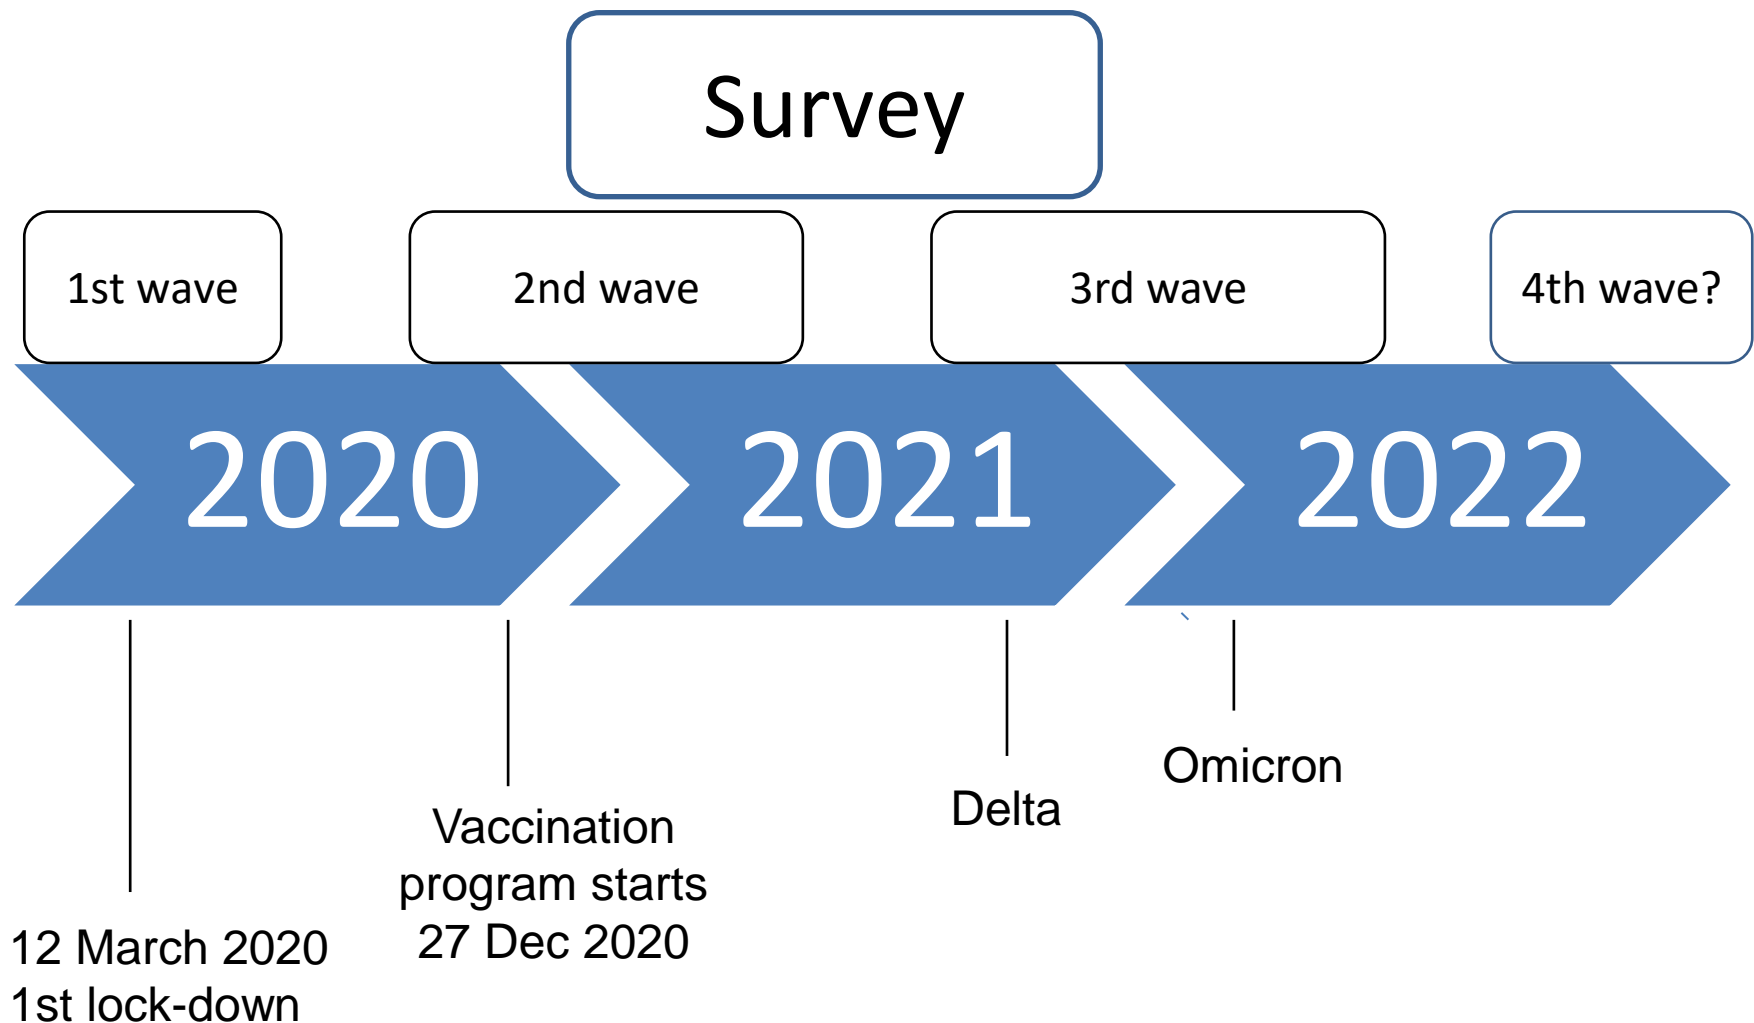 Survey
1st wave
2nd wave
3rd wave
4th wave?
2020
2021
2022
12 March 2020
1st lock-down
Vaccination
program starts
27 Dec 2020
Delta
Omicron